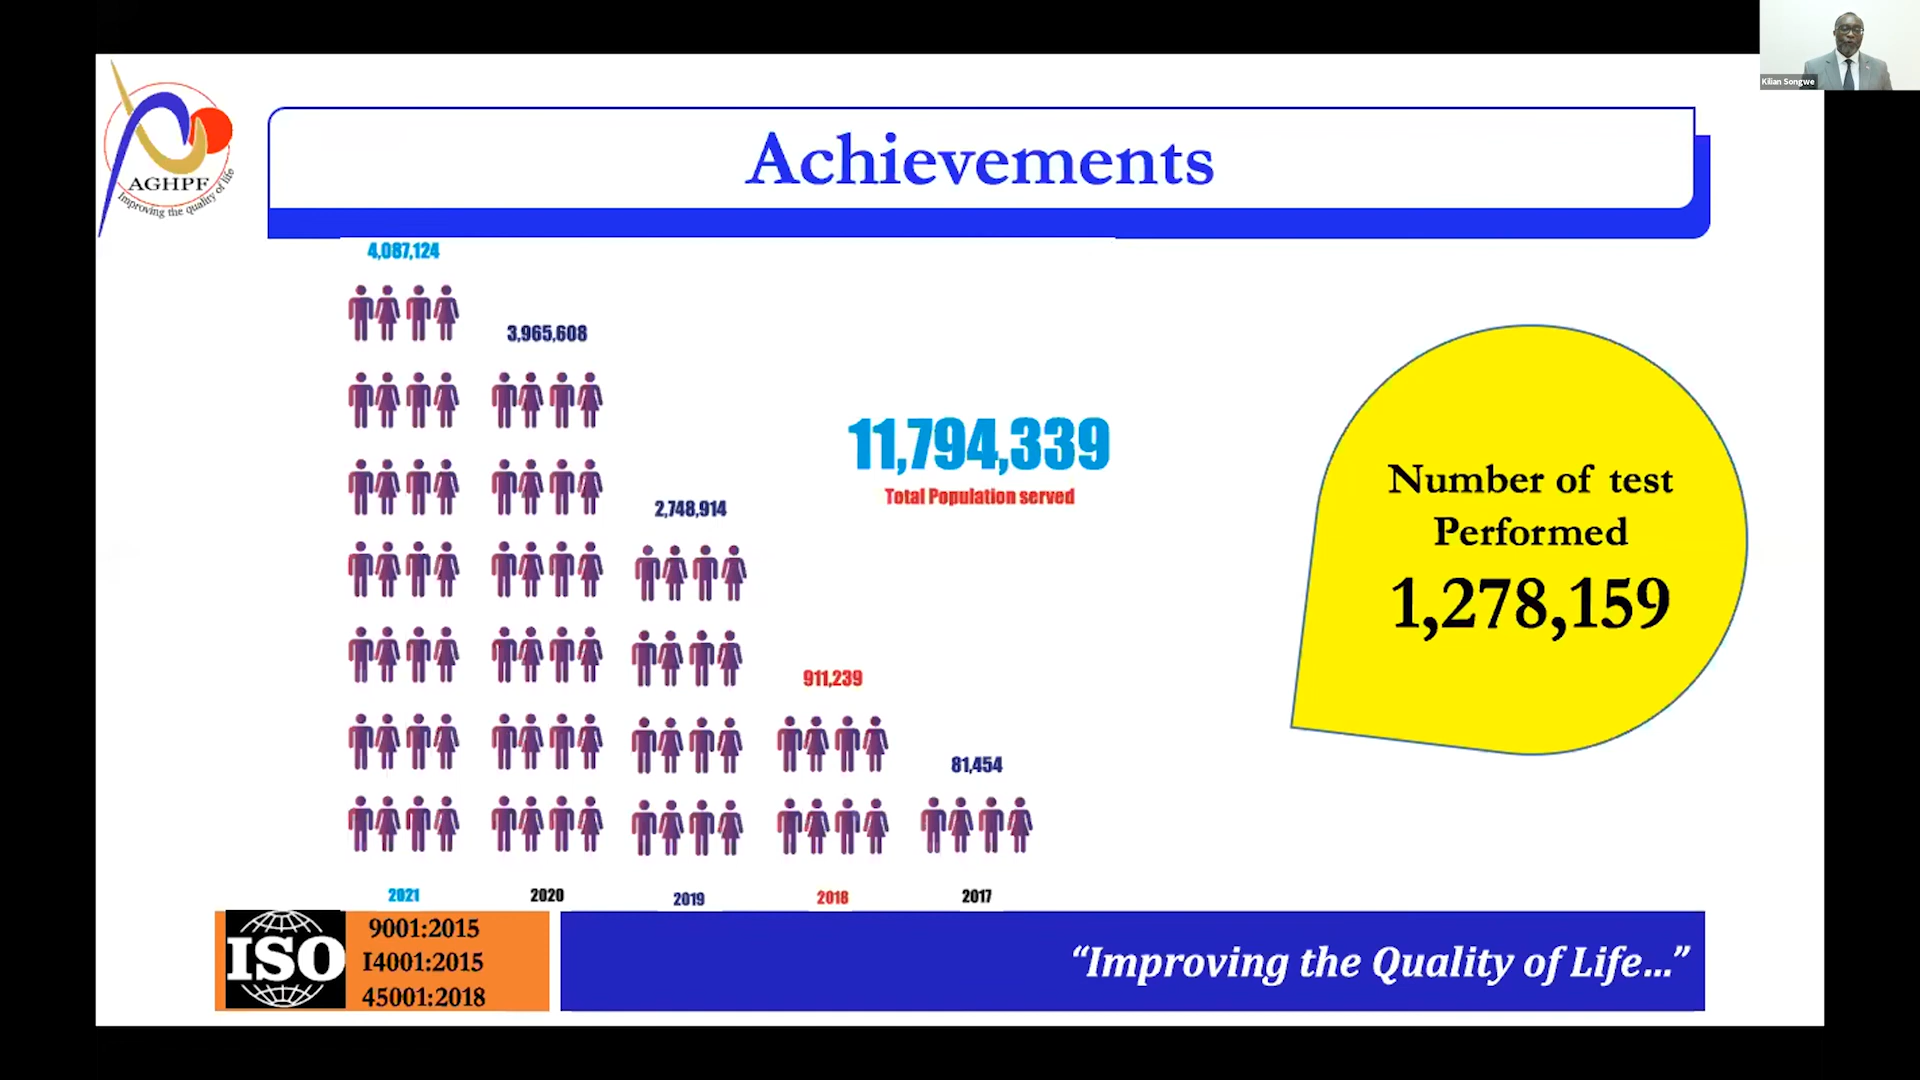 Kilian Songwe
AGHPF
Improving the quality of life
Achievements
4,087,124
3,965,608
2,748,914
911,239
81,454
11,794,339
Total Population served
Number of test
Performed
1,278,159
2021
2020
2019
2018
2017
ISO
9001:2015
I4001:2015
45001:2018
“Improving the Quality of Life...”